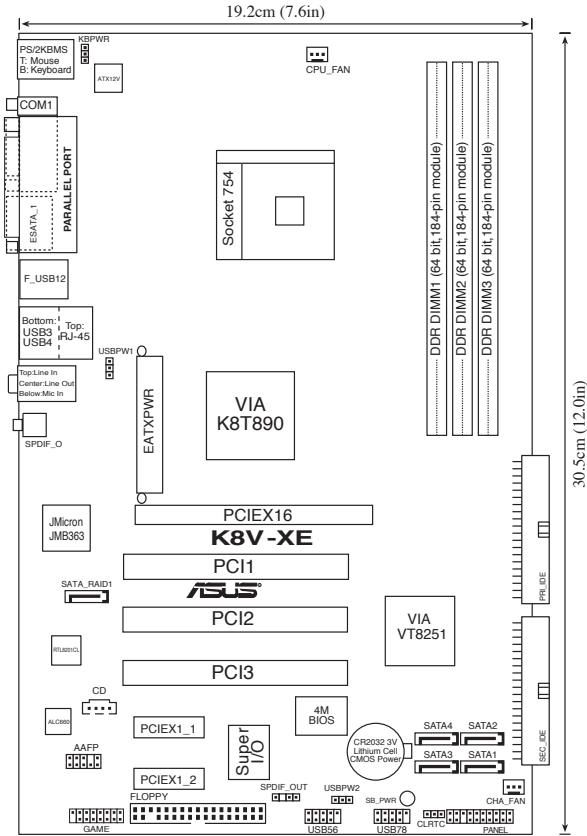 19.2cm (7.6in)
KBPWR
PS/2KBMS
T: Mouse
B: Keyboard
ATX12V
CPU_FAN
COM1
PARALLEL PORT
ESATA_1
Socket 754
DDR DIMM1 (64 bit,184-pin module)
DDR DIMM2 (64 bit,184-pin module)
DDR DIMM3 (64 bit,184-pin module)
30.5cm (12.0in)
F_USB12
Bottom:
USB3
USB4
Top:
RJ-45
USBPW1
Top:Line In
Center:Line Out
Below:Mic In
SPDIF_O
EATXPWR
VIA
K8T890
PCIEX16
K8V-XE
JMicron
JMB363
PCI1
ASUS
SATA_RAID1
PCI2
VIA
VT8251
PRI_IDE
RTL8201CL
PCI3
CD
ALC660
4M
BIOS
PCIEX1_1
Super
I/O
CR2032 3V
Lithium Cell
CMOS Power
SATA4
SATA2
SATA3
SATA1
SEC_IDE
AAFP
PCIEX1_2
FLOPPY
SPDIF_OUT
USBPW2
SB_PWR
CHA_FAN
GAME
USB56
USB78
CLRTC
PANEL